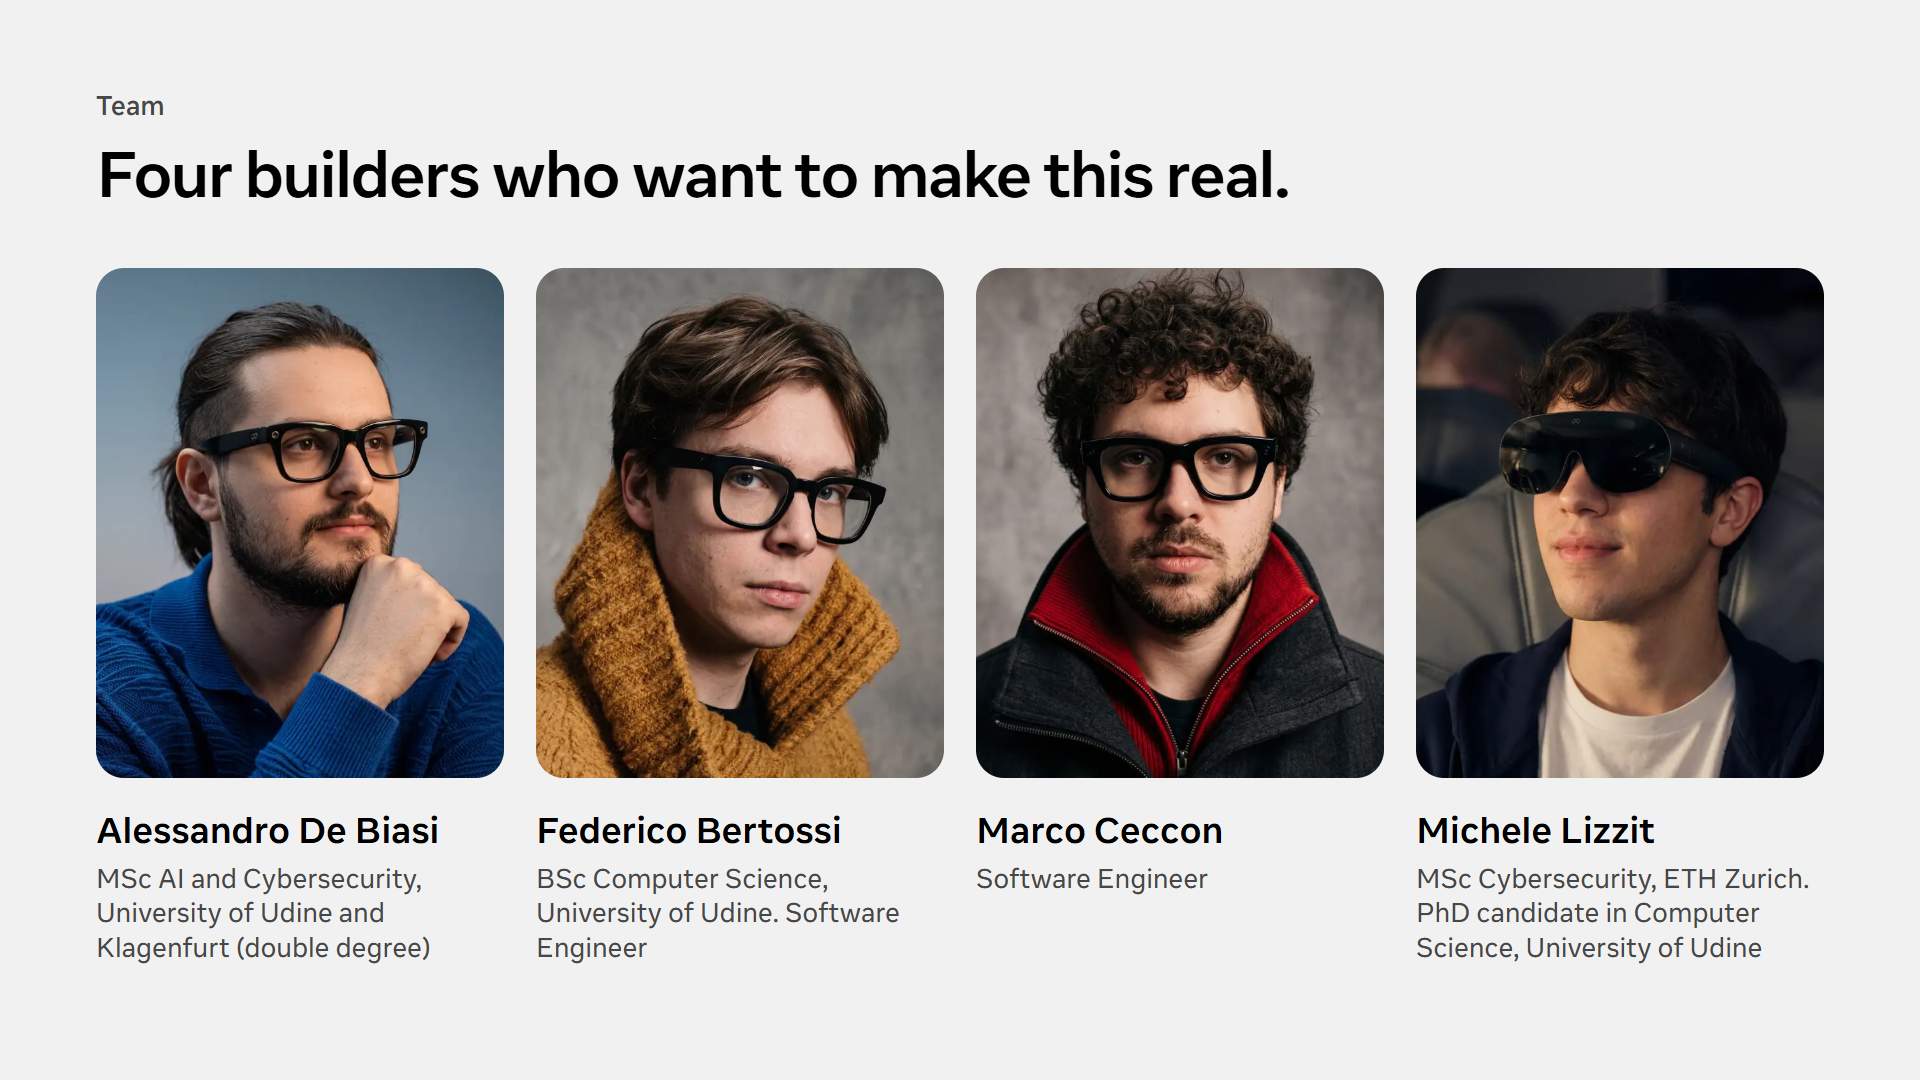 Team
Four builders who want to make this real.
Alessandro De Biasi
MSc AI and Cybersecurity,
University of Udine and
Klagenfurt (double degree)
Federico Bertossi
BSc Computer Science,
University of Udine. Software
Engineer
Marco Ceccon
Software Engineer
Michele Lizzit
MSc Cybersecurity, ETH Zurich.
PhD candidate in Computer
Science, University of Udine